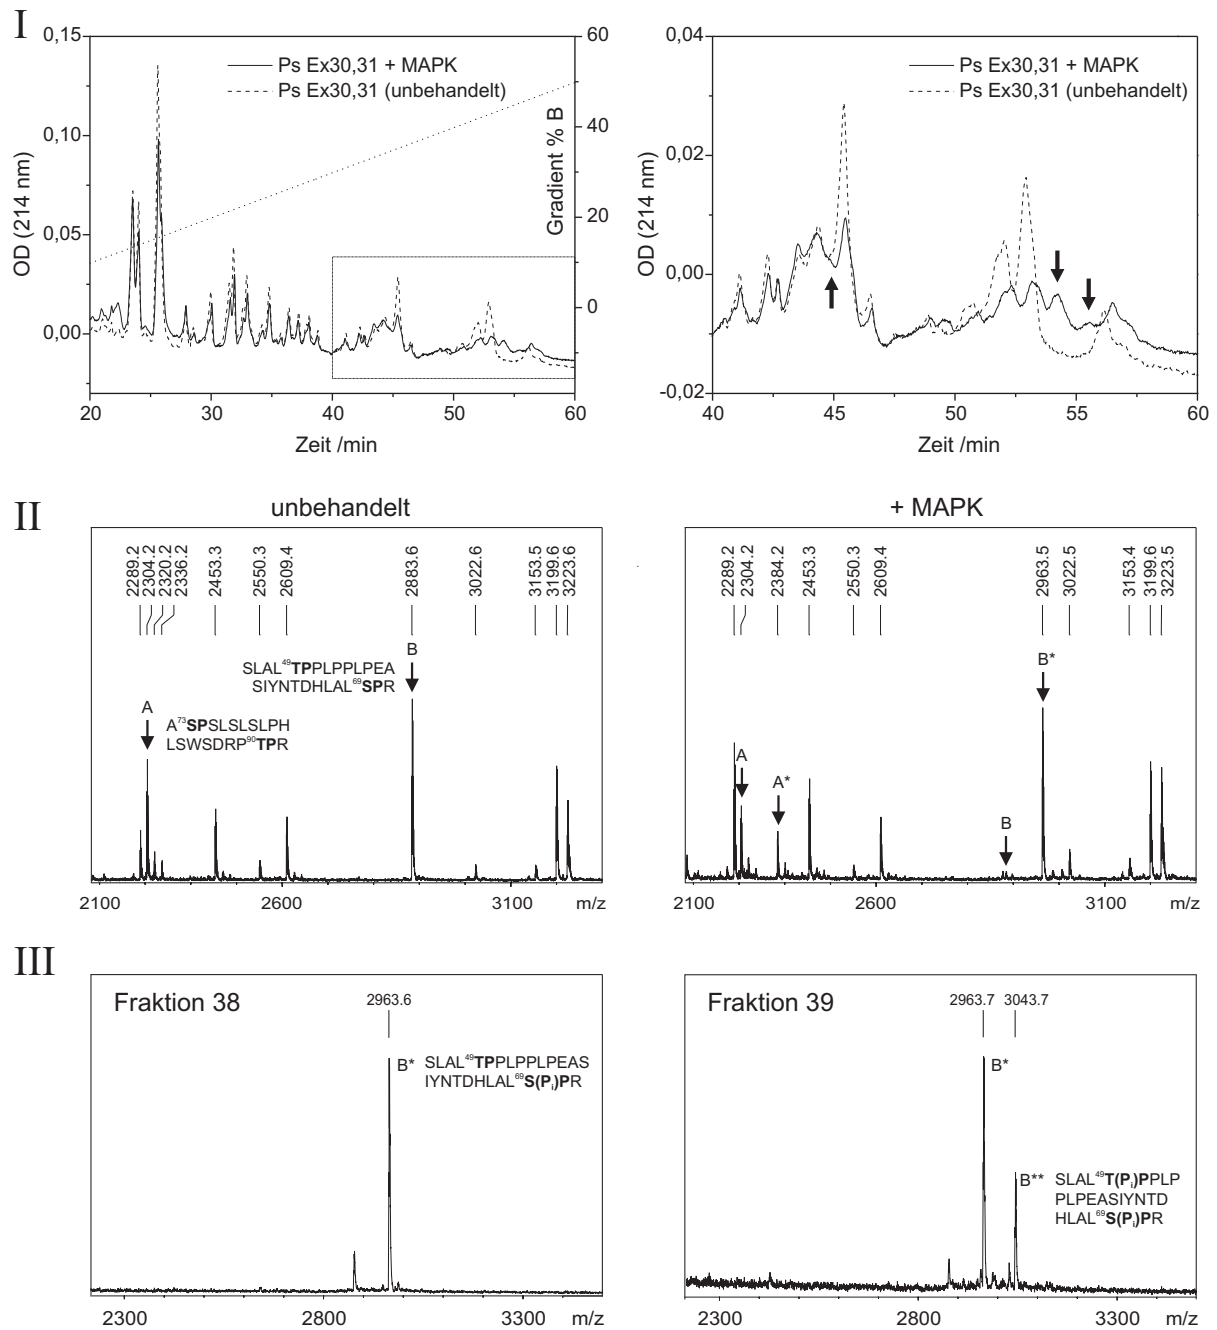 I
0,15
0,10
0,05
0,00
OD (214 nm)
60
40
20
0
Gradient % B
Ps Ex30,31 + MAPK
Ps Ex30,31 (unbehandelt)
20 30 40 50 60
Zeit /min
0,04
0,02
0,00
-0,02
OD (214 nm)
Ps Ex30,31 + MAPK
Ps Ex30,31 (unbehandelt)
40 45 50 55 60
Zeit /min
II
unbehandelt
2289.2
2304.2
2320.2
2336.2
2453.3
2550.3
2609.4
2883.6
3022.6
3153.5
3199.6
3223.6
B
SLAL⁴⁹TPPLPPLPEA
SIYNTDHLAL⁶⁹SPR
A
A⁷³SPSLSLSLPH
LSWSDRP⁹⁰TPR
2100 2600 3100 m/z
+ MAPK
2289.2
2304.2
2384.2
2453.3
2550.3
2609.4
2963.5
3022.5
3153.4
3199.6
3223.5
B*
A
A*
B
2100 2600 3100 m/z
III
Fraktion 38
2963.6
B* SLAL⁴⁹TPPLPPLPEAS
IYNTDHLAL⁶⁹S(Pᵢ)PR
2300 2800 3300 m/z
Fraktion 39
2963.7 3043.7
B*
B** SLAL⁴⁹T(Pᵢ)PPLP
PLPEASIYNTD
HLAL⁶⁹S(Pᵢ)PR
2300 2800 3300 m/z